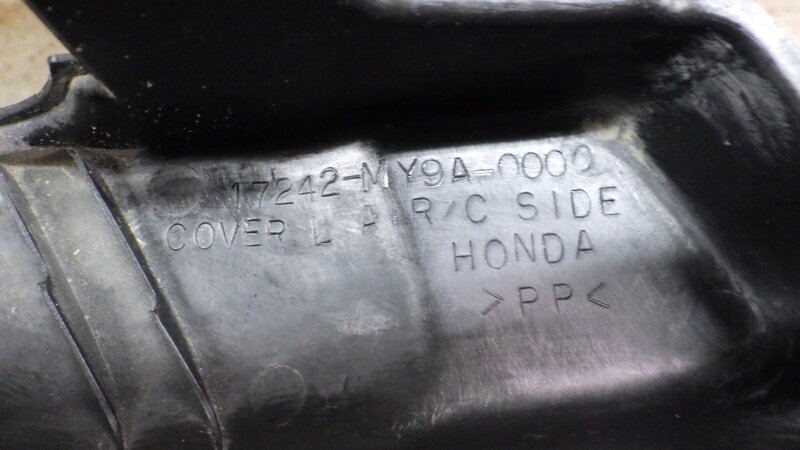 17242-MY9A-0000
COVER L AIR/C SIDE
HONDA
>PP<